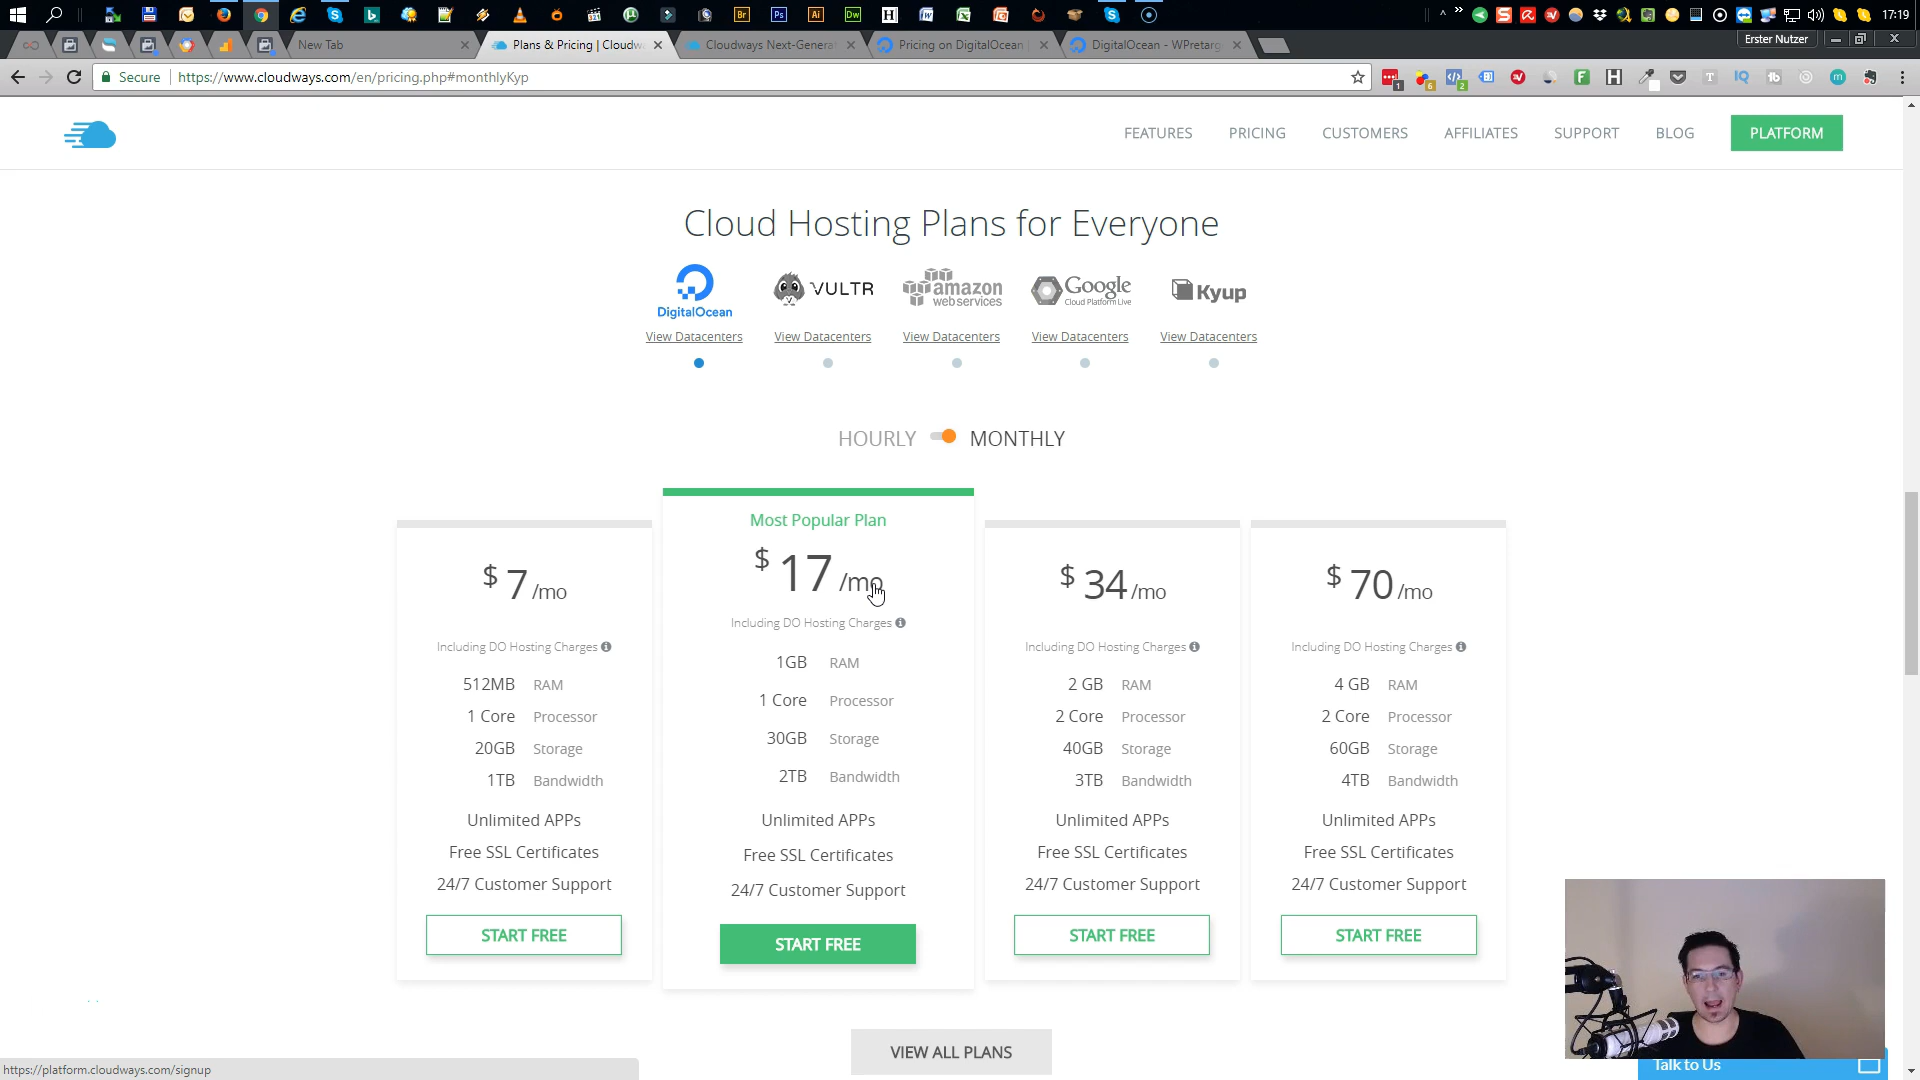 17:19
New Tab
Plans & Pricing | Cloudw
Cloudways Next-Genera
Pricing on DigitalOcean
DigitalOcean - WPretarg
Erster Nutzer
Secure
https://www.cloudways.com/en/pricing.php#monthlyKyp
FEATURES
PRICING
CUSTOMERS
AFFILIATES
SUPPORT
BLOG
PLATFORM
Cloud Hosting Plans for Everyone
DigitalOcean
VULTR
amazon
webservices
Google
Cloud Platform Live
Kyup
View Datacenters
View Datacenters
View Datacenters
View Datacenters
View Datacenters
HOURLY
MONTHLY
$ 7 /mo
Including DO Hosting Charges
512MB RAM
1 Core Processor
20GB Storage
1TB Bandwidth
Unlimited APPs
Free SSL Certificates
24/7 Customer Support
START FREE
Most Popular Plan
$ 17 /mo
Including DO Hosting Charges
1GB RAM
1 Core Processor
30GB Storage
2TB Bandwidth
Unlimited APPs
Free SSL Certificates
24/7 Customer Support
START FREE
$ 34 /mo
Including DO Hosting Charges
2 GB RAM
2 Core Processor
40GB Storage
3TB Bandwidth
Unlimited APPs
Free SSL Certificates
24/7 Customer Support
START FREE
$ 70 /mo
Including DO Hosting Charges
4 GB RAM
2 Core Processor
60GB Storage
4TB Bandwidth
Unlimited APPs
Free SSL Certificates
24/7 Customer Support
START FREE
VIEW ALL PLANS
Talk to Us
https://platform.cloudways.com/signup